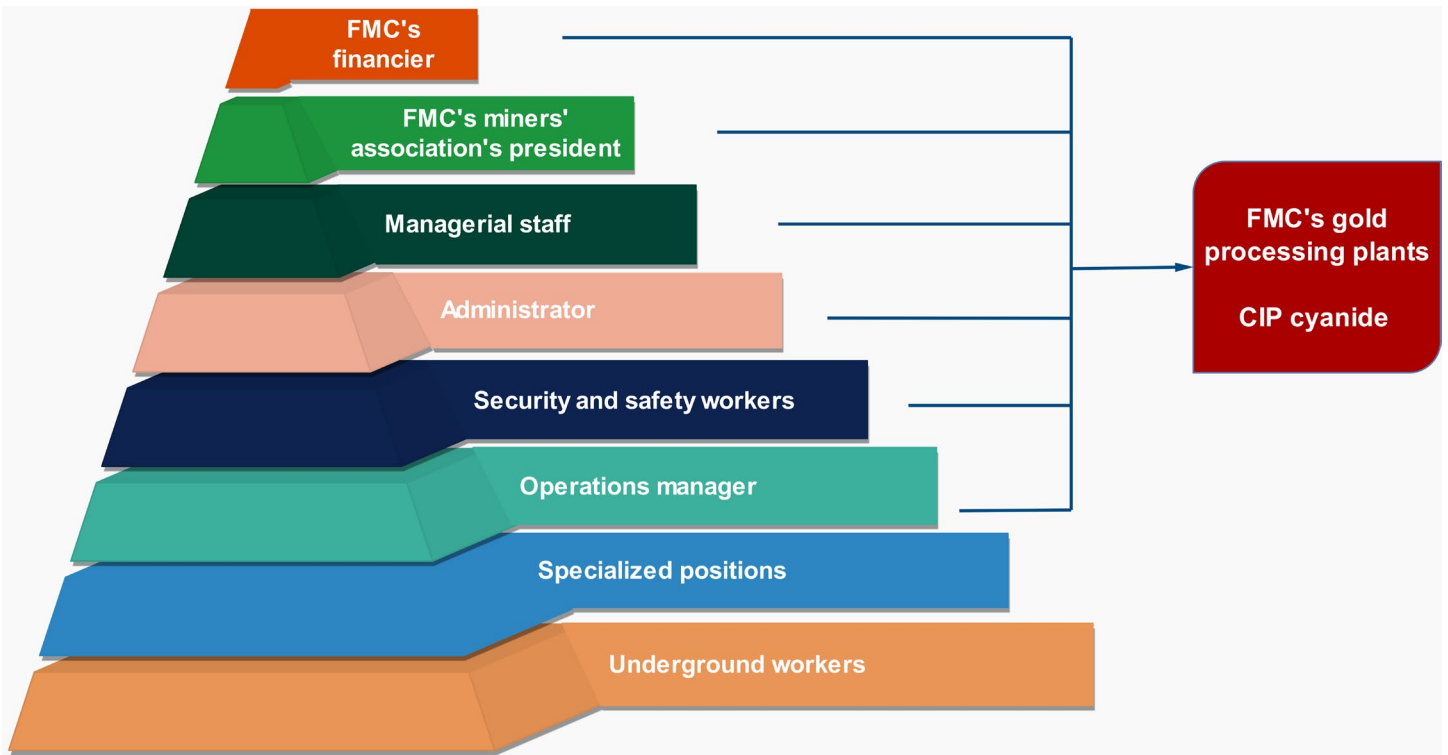 FMC's
financier
FMC's miners'
association's president
Managerial staff
Administrator
Security and safety workers
Operations manager
Specialized positions
Underground workers
FMC's gold
processing plants
CIP cyanide